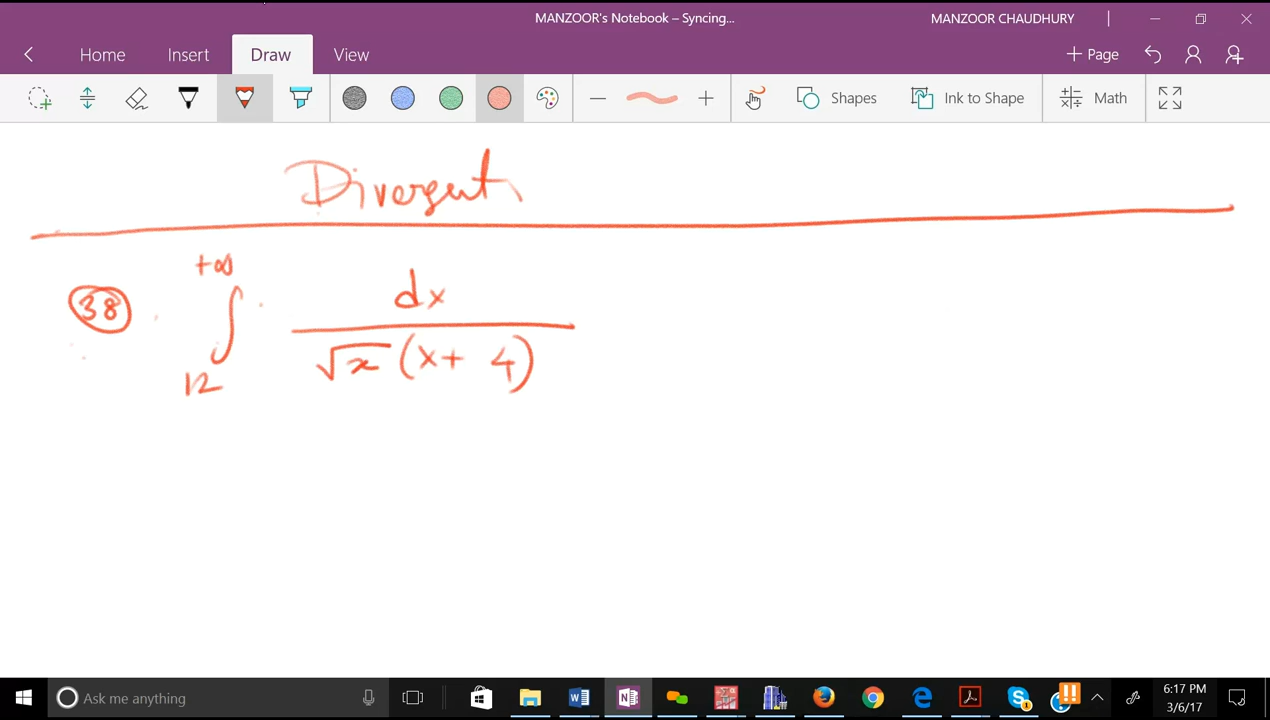 MANZOOR's Notebook – Syncing...
MANZOOR CHAUDHURY
Home
Insert
Draw
View
Page
Shapes
Ink to Shape
Math
Divergent
38
+∞
∫
12
dx
√x (x + 4)
Ask me anything
6:17 PM
3/6/17